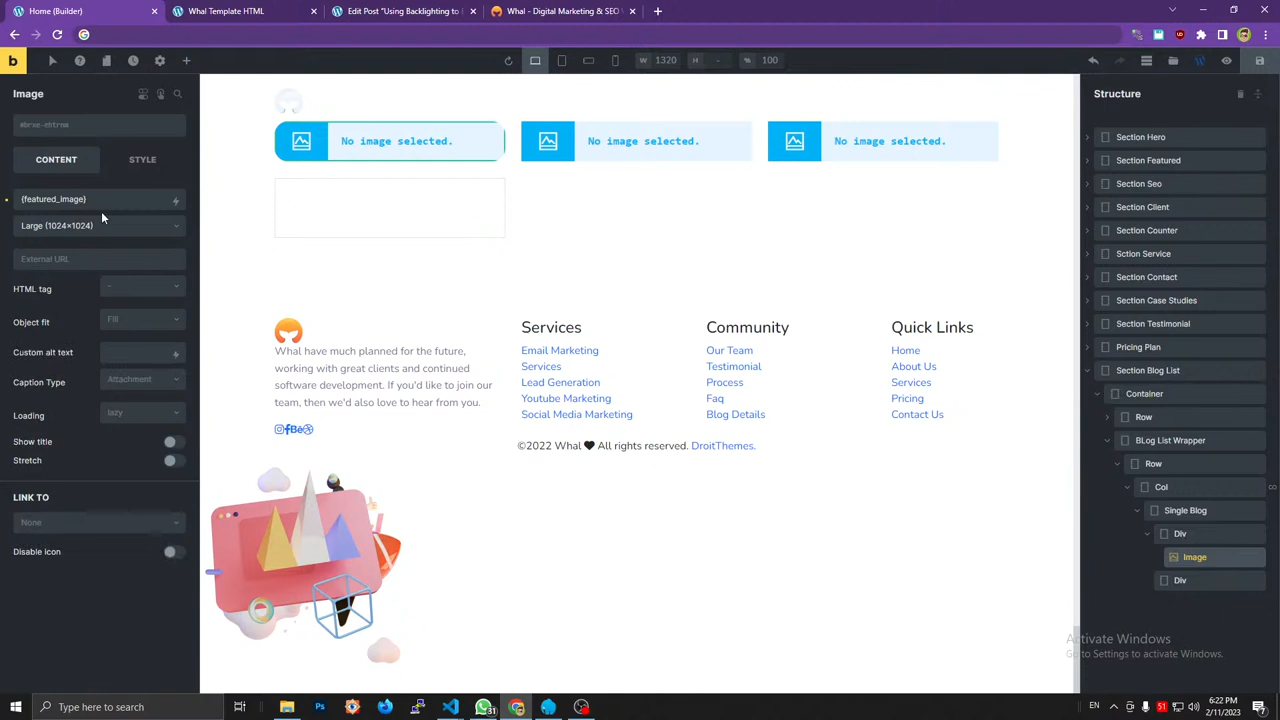 Home (Builder)
What Template HTML
Edit Post "Using Backlighting to
Whal - Digital Marketing & SEO
b
W 1320 H - % 100
Image
#brxe-ehtrnm
CONTENT STYLE
{featured_image}
Large (1024×1024)
External URL
HTML tag -
Object fit Fill
Custom alt text
Caption Type Attachment
Loading lazy
Show title
Stretch
LINK TO
None
Disable icon
No image selected.
No image selected.
No image selected.
Whal have much planned for the future,
working with great clients and continued
software development. If you'd like to join our
team, then we'd also love to hear from you.
Services
Email Marketing
Services
Lead Generation
Youtube Marketing
Social Media Marketing
Community
Our Team
Testimonial
Process
Faq
Blog Details
Quick Links
Home
About Us
Services
Pricing
Contact Us
©2022 Whal All rights reserved. DroitThemes.
Structure
Section Hero
Section Featured
Section Seo
Section Client
Section Counter
Sction Service
Section Contact
Section Case Studies
Section Testimonial
Pricing Plan
Section Blog List
Container
Row
BLog List Wrapper
Row
Col
Single Blog
Div
Image
Div
Activate Windows
Go to Settings to activate Windows.
Type here to search
31
EN
51
6:22 PM
2/11/2023